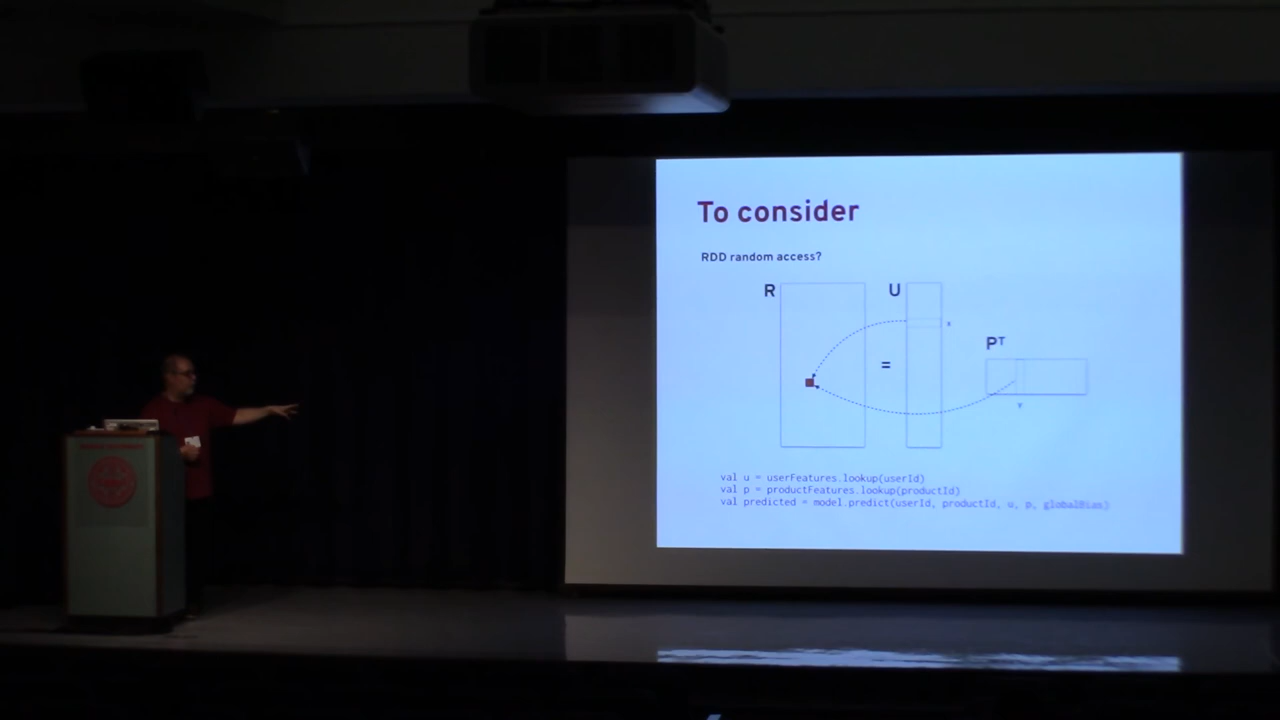 To consider
RDD random access?
R
U
=
x
Pᵀ
Y
val u = userFeatures.lookup(userId)
val p = productFeatures.lookup(productId)
val predicted = model.predict(userId, productId, u, p, globalBias)